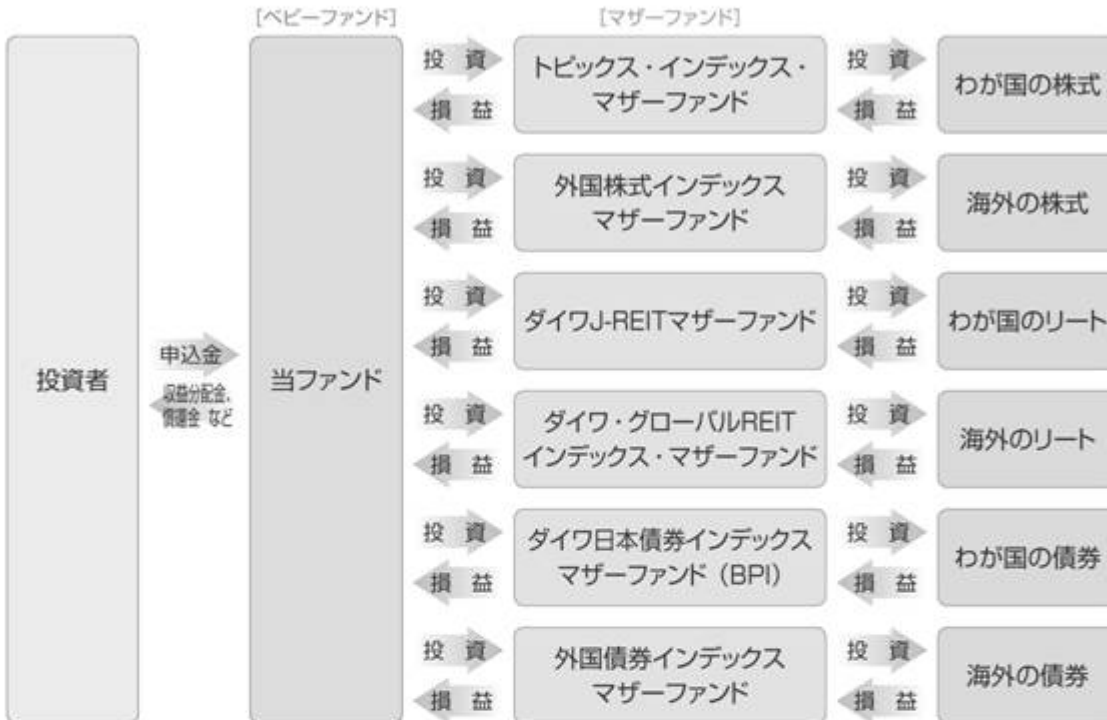 [ベビーファンド]
[マザーファンド]
投資者
申込金
収益分配金、
償還金 など
当ファンド
投 資
損 益
トピックス・インデックス・
マザーファンド
投 資
損 益
わが国の株式
投 資
損 益
外国株式インデックス
マザーファンド
投 資
損 益
海外の株式
投 資
損 益
ダイワJ-REITマザーファンド
投 資
損 益
わが国のリート
投 資
損 益
ダイワ・グローバルREIT
インデックス・マザーファンド
投 資
損 益
海外のリート
投 資
損 益
ダイワ日本債券インデックス
マザーファンド（BPI）
投 資
損 益
わが国の債券
投 資
損 益
外国債券インデックス
マザーファンド
投 資
損 益
海外の債券